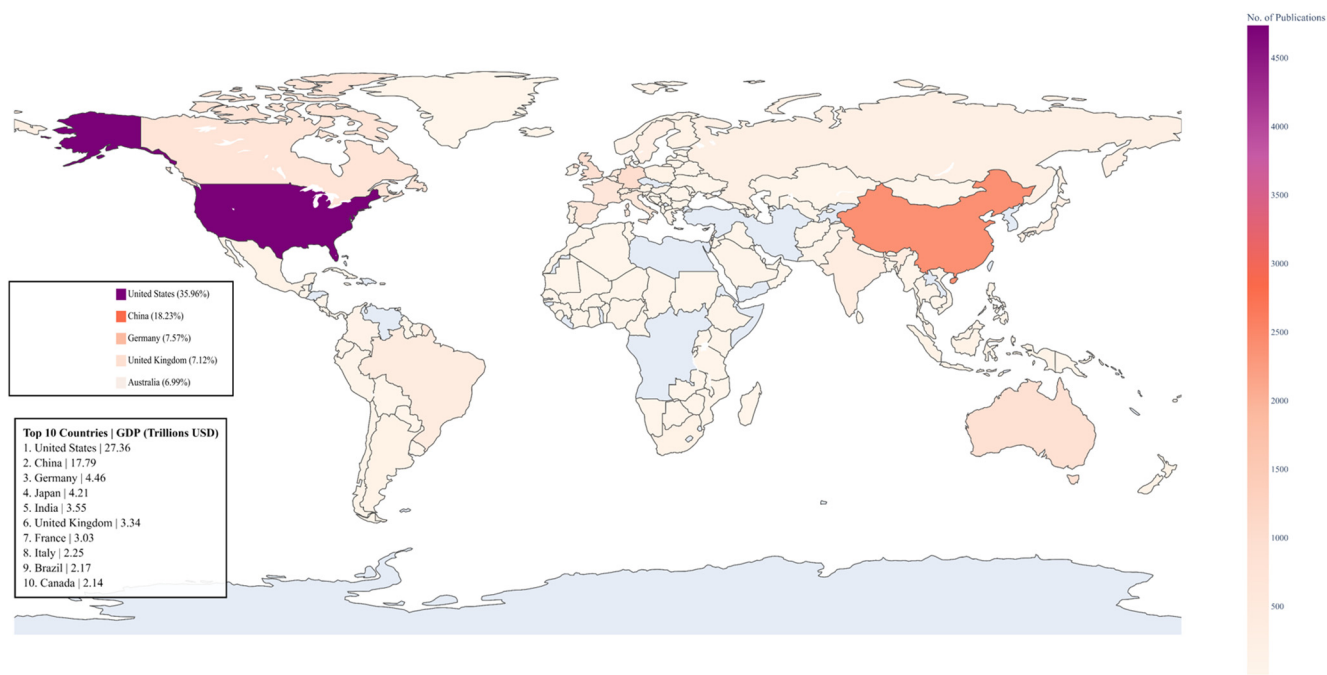 No. of Publications
4500
4000
3500
3000
2500
2000
1500
1000
500
United States (35.96%)
China (18.23%)
Germany (7.57%)
United Kingdom (7.12%)
Australia (6.99%)
Top 10 Countries | GDP (Trillions USD)
1. United States | 27.36
2. China | 17.79
3. Germany | 4.46
4. Japan | 4.21
5. India | 3.55
6. United Kingdom | 3.34
7. France | 3.03
8. Italy | 2.25
9. Brazil | 2.17
10. Canada | 2.14